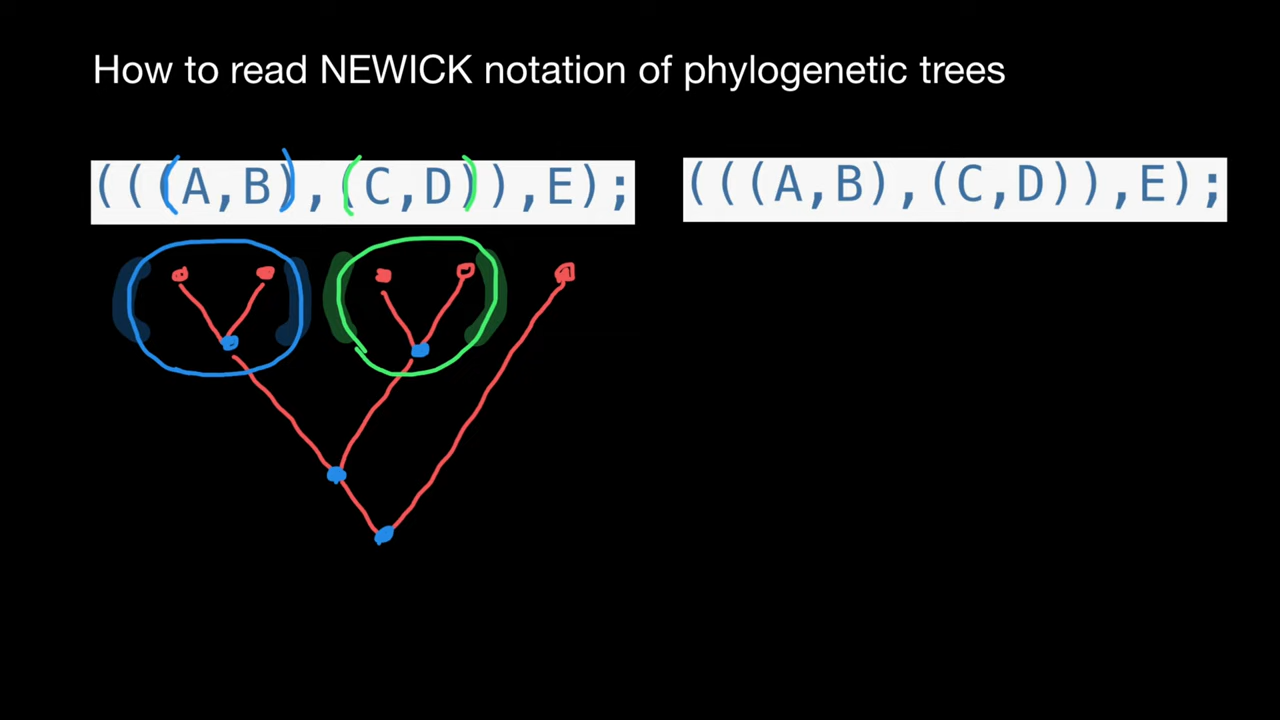 How to read NEWICK notation of phylogenetic trees
(((A,B),(C,D)),E);
(((A,B),(C,D)),E);